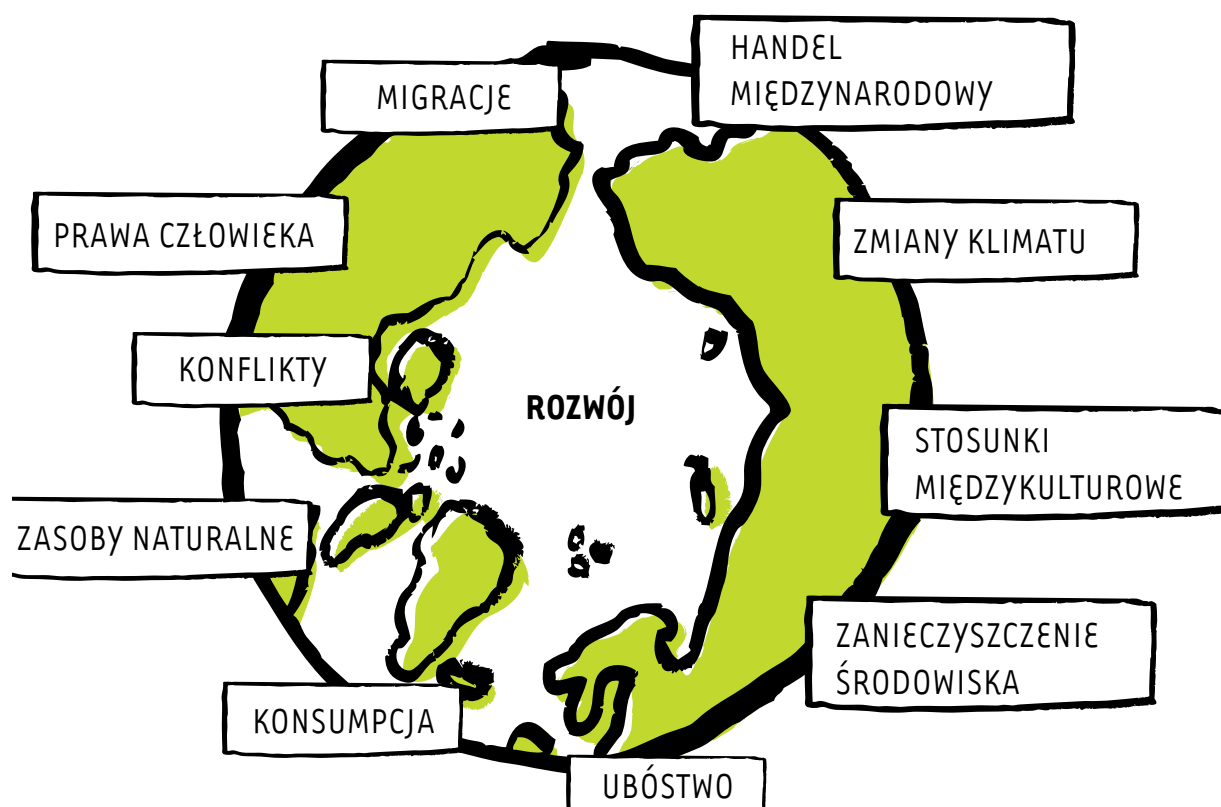 HANDEL
MIĘDZYNARODOWY
MIGRACJE
PRAWA CZŁOWIEKA
ZMIANY KLIMATU
KONFLIKTY
ROZWÓJ
STOSUNKI
MIĘDZYKULTUROWE
ZASOBY NATURALNE
ZANIECZYSZCZENIE
ŚRODOWISKA
KONSUMPCJA
UBÓSTWO